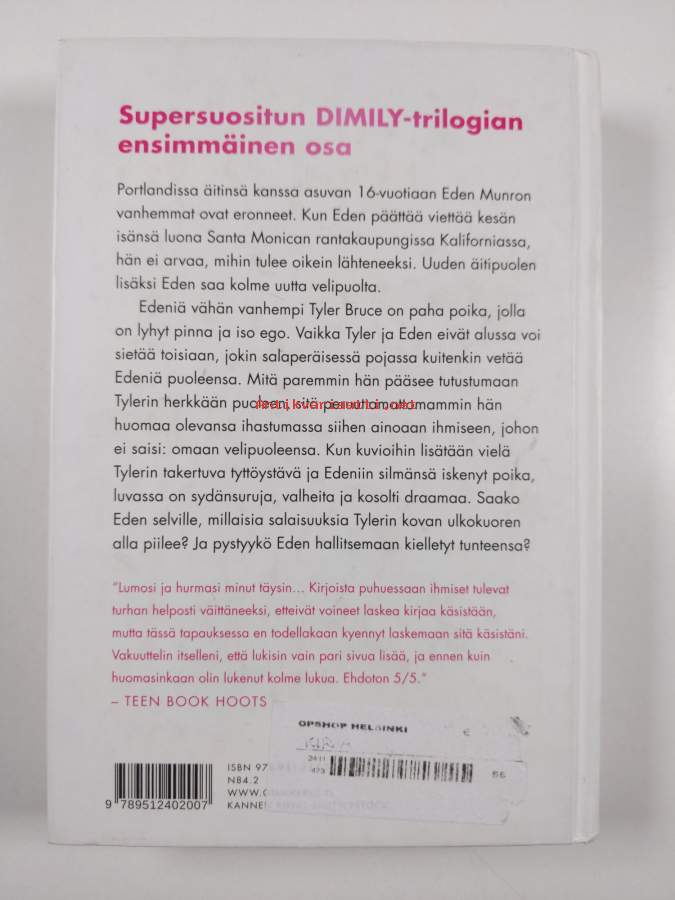 Supersuositun DIMILY-trilogian
ensimmäinen osa
Portlandissa äitinsä kanssa asuvan 16-vuotiaan Eden Munron
vanhemmat ovat eronneet. Kun Eden päättää viettää kesän
isänsä luona Santa Monican rantakaupungissa Kaliforniassa,
hän ei arvaa, mihin tulee oikein lähteneeksi. Uuden äitipuolen
lisäksi Eden saa kolme uutta velipuolta.
Edeniä vähän vanhempi Tyler Bruce on paha poika, jolla
on lyhyt pinna ja iso ego. Vaikka Tyler ja Eden eivät alussa voi
sietää toisiaan, jokin salaperäisessä pojassa kuitenkin vetää
Edeniä puoleensa. Mitä paremmin hän pääsee tutustumaan
Tylerin herkkään puoleen, sitä peruuttamattomammin hän
huomaa olevansa ihastumassa siihen ainoaan ihmiseen, johon
ei saisi: omaan velipuoleensa. Kun kuvioihin lisätään vielä
Tylerin takertuva tyttöystävä ja Edeniin silmänsä iskenyt poika,
luvassa on sydänsuruja, valheita ja kosolti draamaa. Saako
Eden selville, millaisia salaisuuksia Tylerin kovan ulkokuoren
alla piilee? Ja pystyykö Eden hallitsemaan kielletyt tunteensa?
"Lumosi ja hurmasi minut täysin... Kirjoista puhuessaan ihmiset tulevat
turhan helposti väittäneeksi, etteivät voineet laskea kirjaa käsistään,
mutta tässä tapauksessa en todellakaan kyennyt laskemaan sitä käsistäni.
Vakuuttelin itselleni, että lukisin vain pari sivua lisää, ja ennen kuin
huomasinkaan olin lukenut kolme lukua. Ehdoton 5/5."
– TEEN BOOK HOOTS
OPSHOP HELSINKI
€
KIRJA
2411
473
5€
ISBN 97
N84.2
WWW.
KANNEN
9 789512 402007